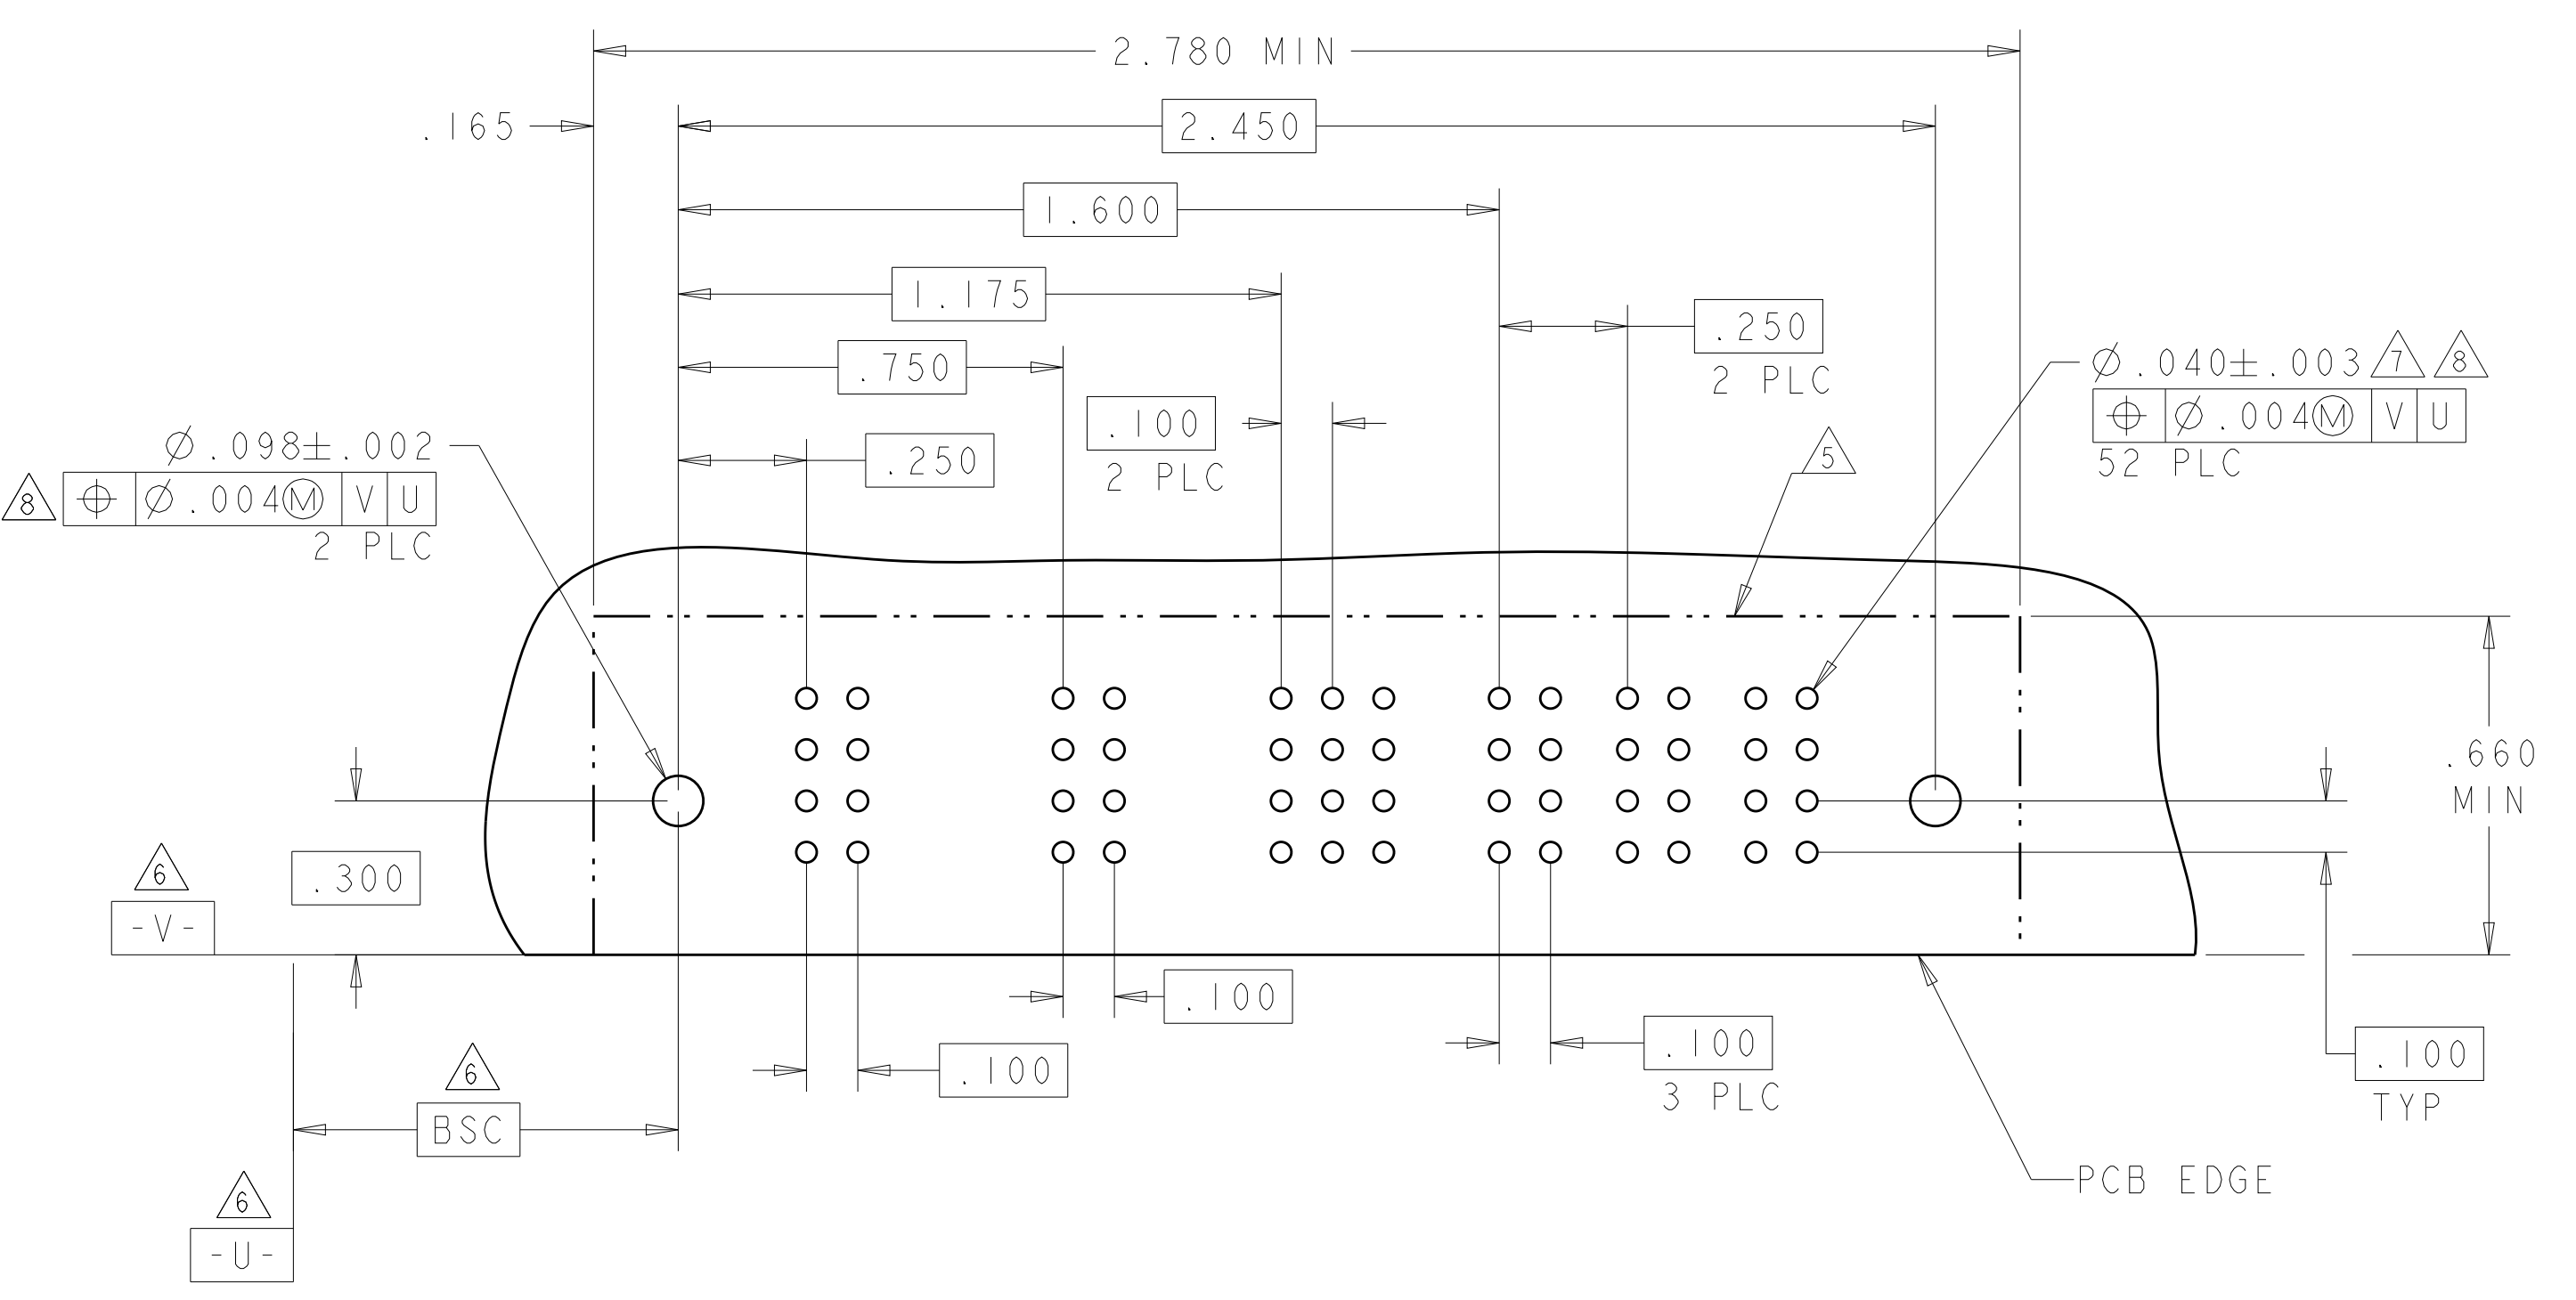 2.780 MIN
.165
2.450
1.600
1.175
.250
2 PLC
.750
.100
2 PLC
.250
⌀.040±.003 7 8
⌖ ⌀.004Ⓜ V U
52 PLC
⌀.098±.002
8 ⌖ ⌀.004Ⓜ V U
2 PLC
5
.660
MIN
6
-V-
.300
.100
.100
.100
3 PLC
.100
TYP
6
BSC
PCB EDGE
6
-U-